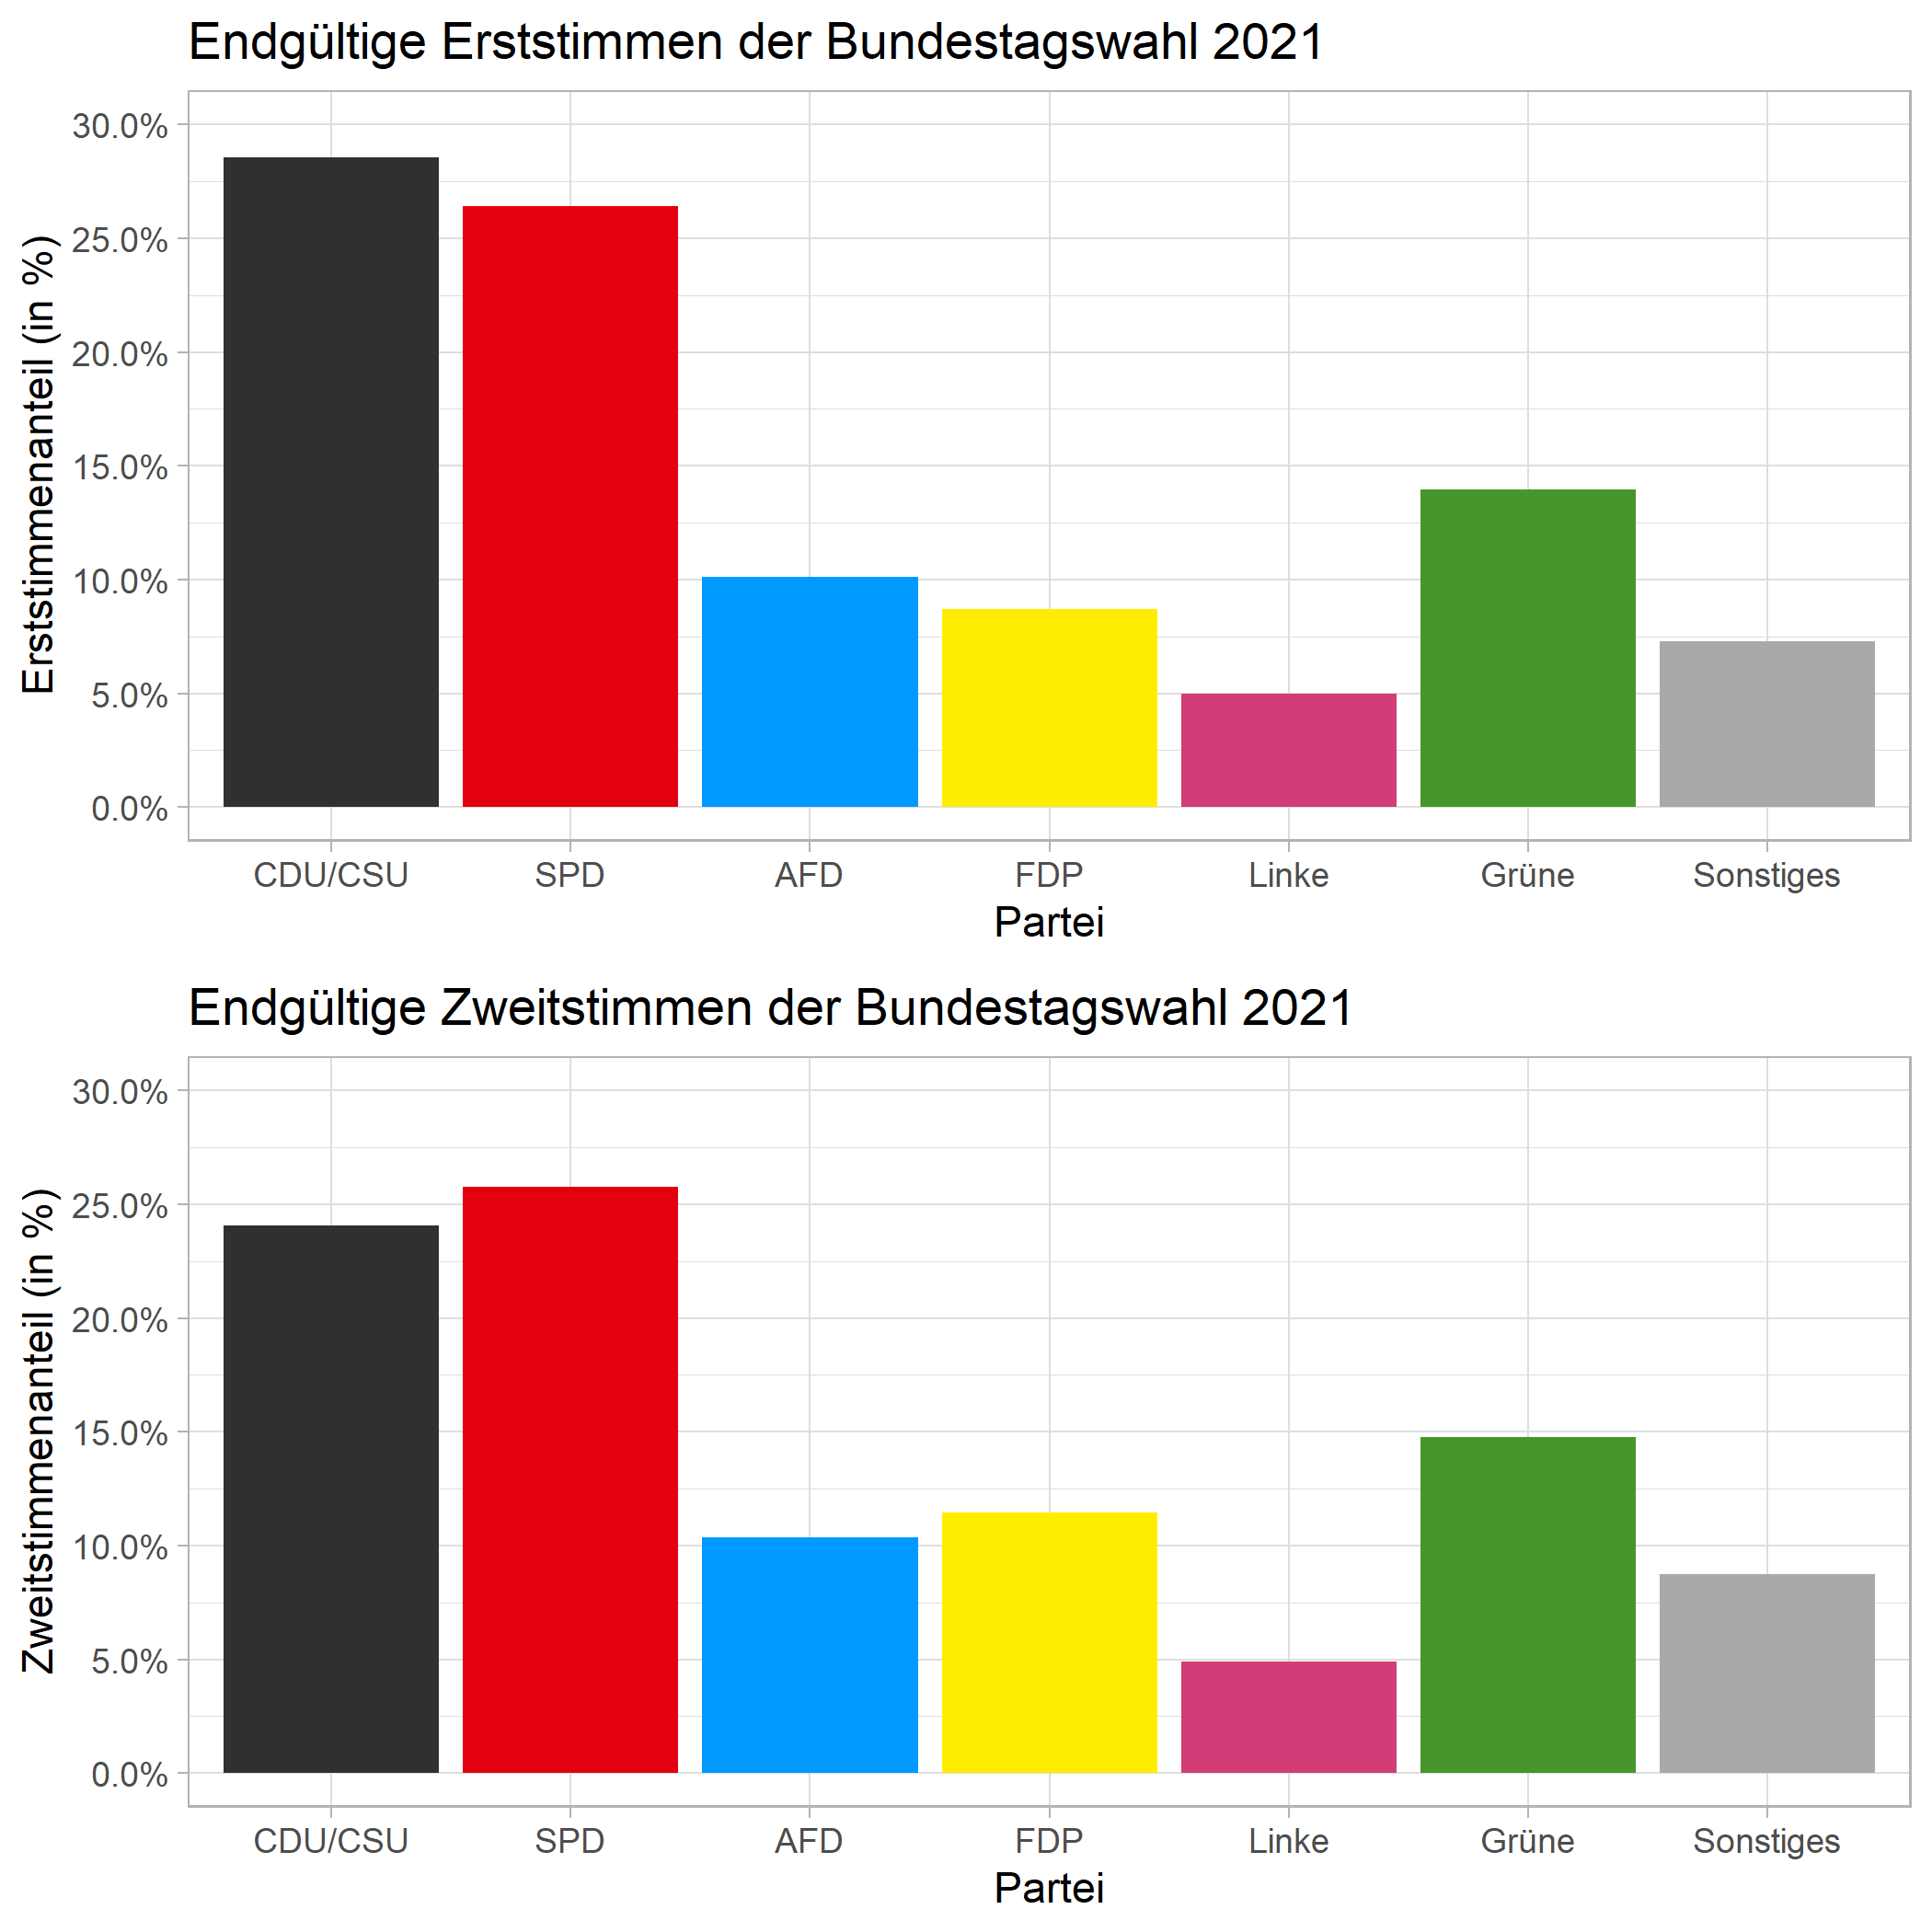 Endgültige Erststimmen der Bundestagswahl 2021
Erststimmenanteil (in %)
30.0%
25.0%
20.0%
15.0%
10.0%
5.0%
0.0%
CDU/CSU SPD AFD FDP Linke Grüne Sonstiges
Partei
Endgültige Zweitstimmen der Bundestagswahl 2021
Zweitstimmenanteil (in %)
30.0%
25.0%
20.0%
15.0%
10.0%
5.0%
0.0%
CDU/CSU SPD AFD FDP Linke Grüne Sonstiges
Partei